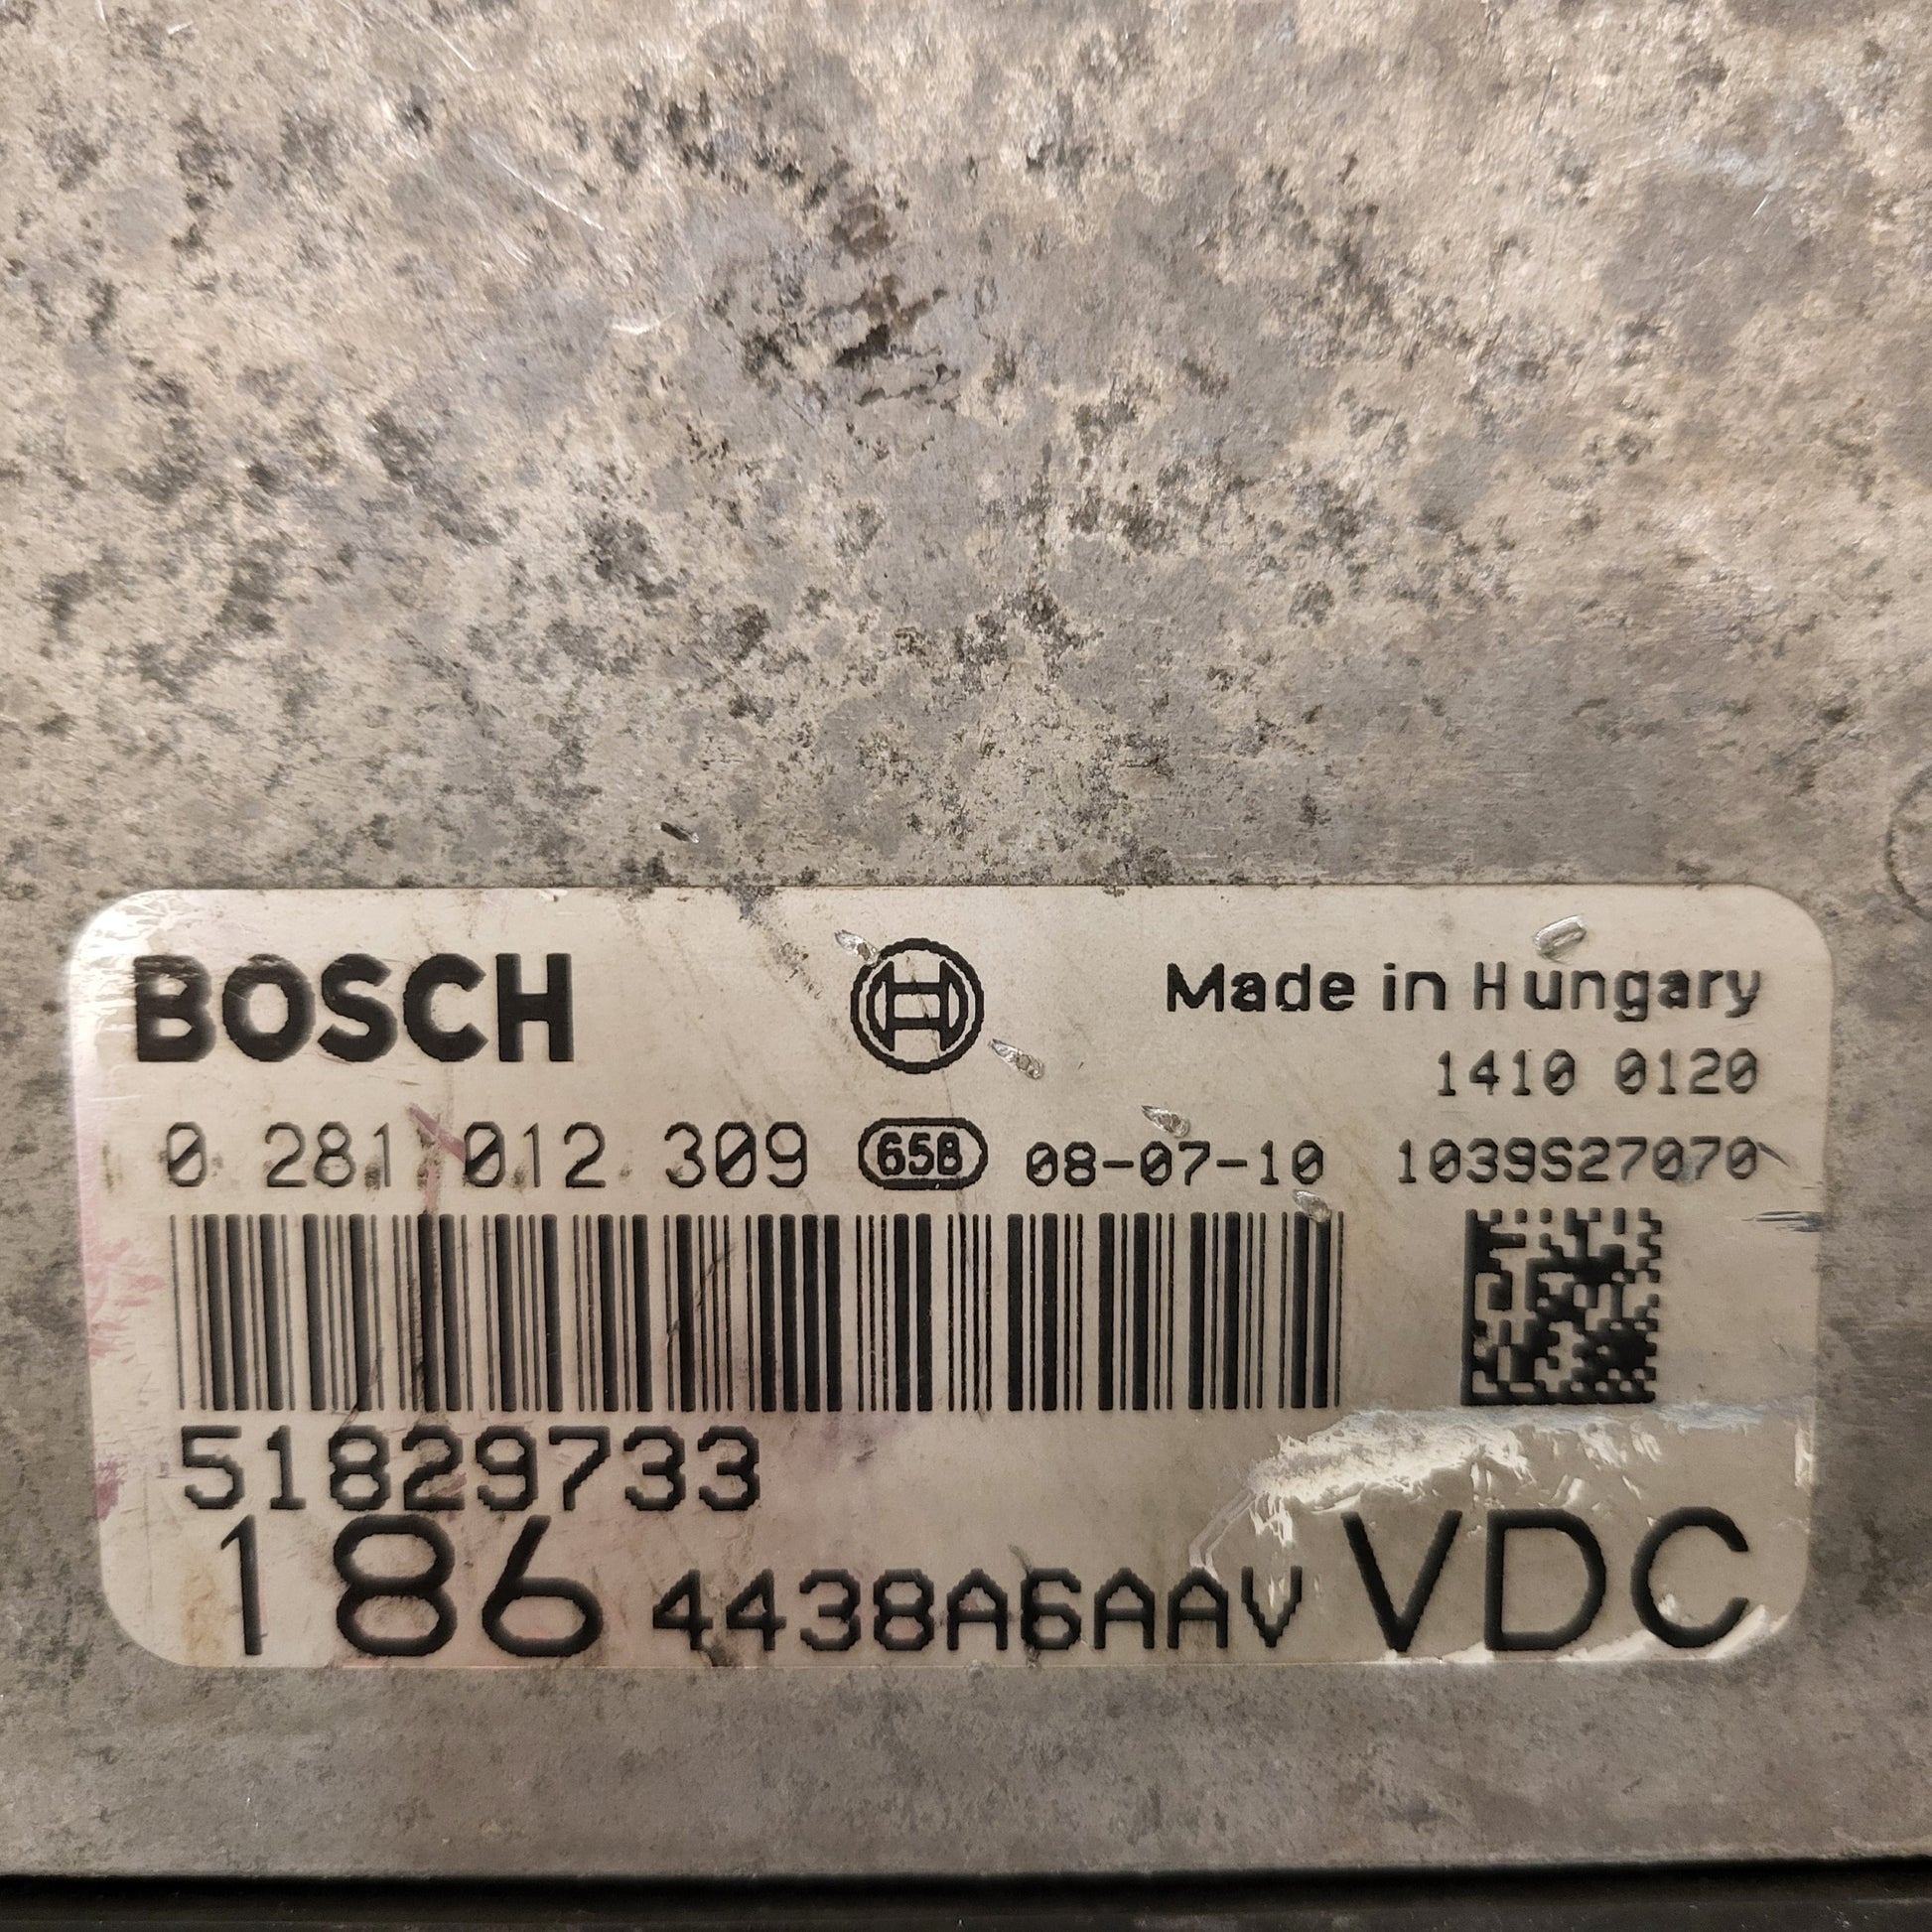 BOSCH Made in Hungary
1410 0120
0 281 012 309 658 08-07-10 1039S27070
51829733
186 4438A6AAV VDC